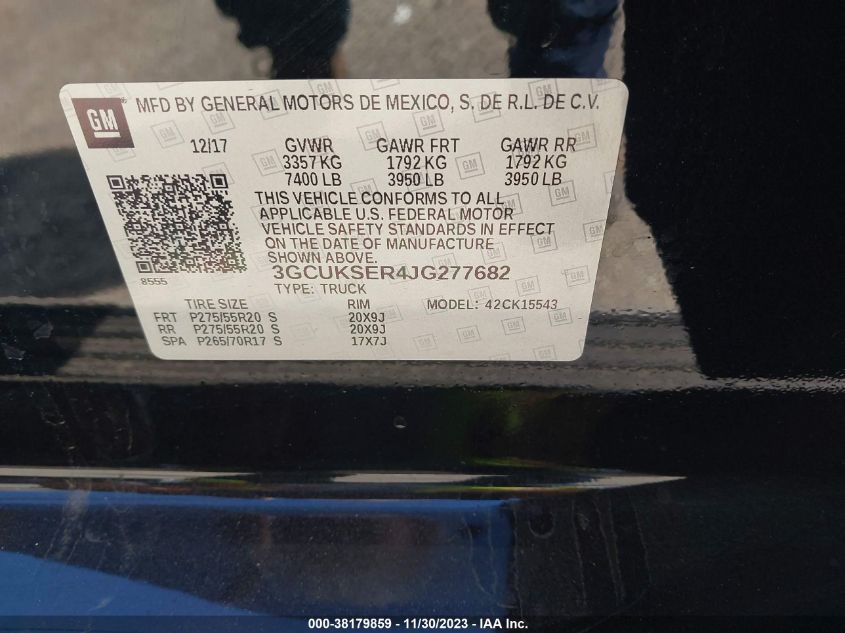 GM MFD BY GENERAL MOTORS DE MEXICO, S. DE R.L. DE C.V.
12/17 GVWR GAWR FRT GAWR RR
3357 KG 1792 KG 1792 KG
7400 LB 3950 LB 3950 LB
THIS VEHICLE CONFORMS TO ALL
APPLICABLE U.S. FEDERAL MOTOR
VEHICLE SAFETY STANDARDS IN EFFECT
ON THE DATE OF MANUFACTURE
SHOWN ABOVE.
3GCUKSER4JG277682
8555 TYPE: TRUCK
TIRE SIZE RIM MODEL: 42CK15543
FRT P275/55R20 S 20X9J
RR P275/55R20 S 20X9J
SPA P265/70R17 S 17X7J
000-38179859 - 11/30/2023 - IAA Inc.